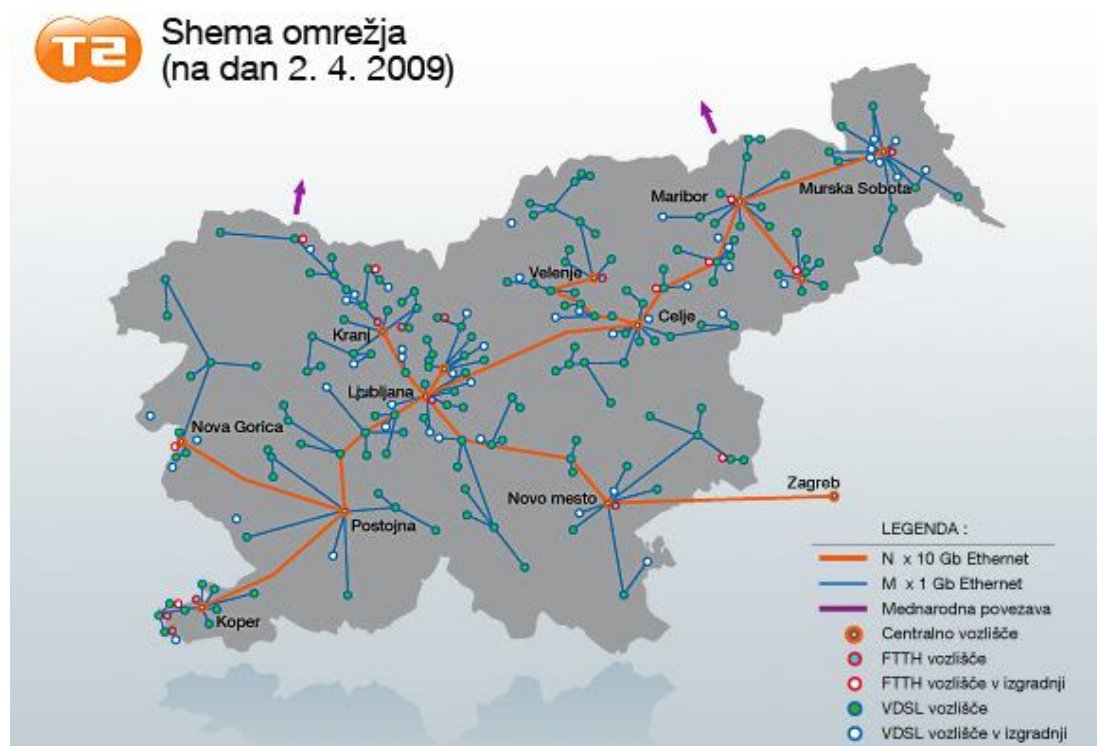 T2
Shema omrežja
(na dan 2. 4. 2009)
Maribor
Murska Sobota
Velenje
Celje
Kranj
Ljubljana
Nova Gorica
Zagreb
Novo mesto
Postojna
Koper
LEGENDA :
N x 10 Gb Ethernet
M x 1 Gb Ethernet
Mednarodna povezava
Centralno vozlišče
FTTH vozlišče
FTTH vozlišče v izgradnji
VDSL vozlišče
VDSL vozlišče v izgradnji